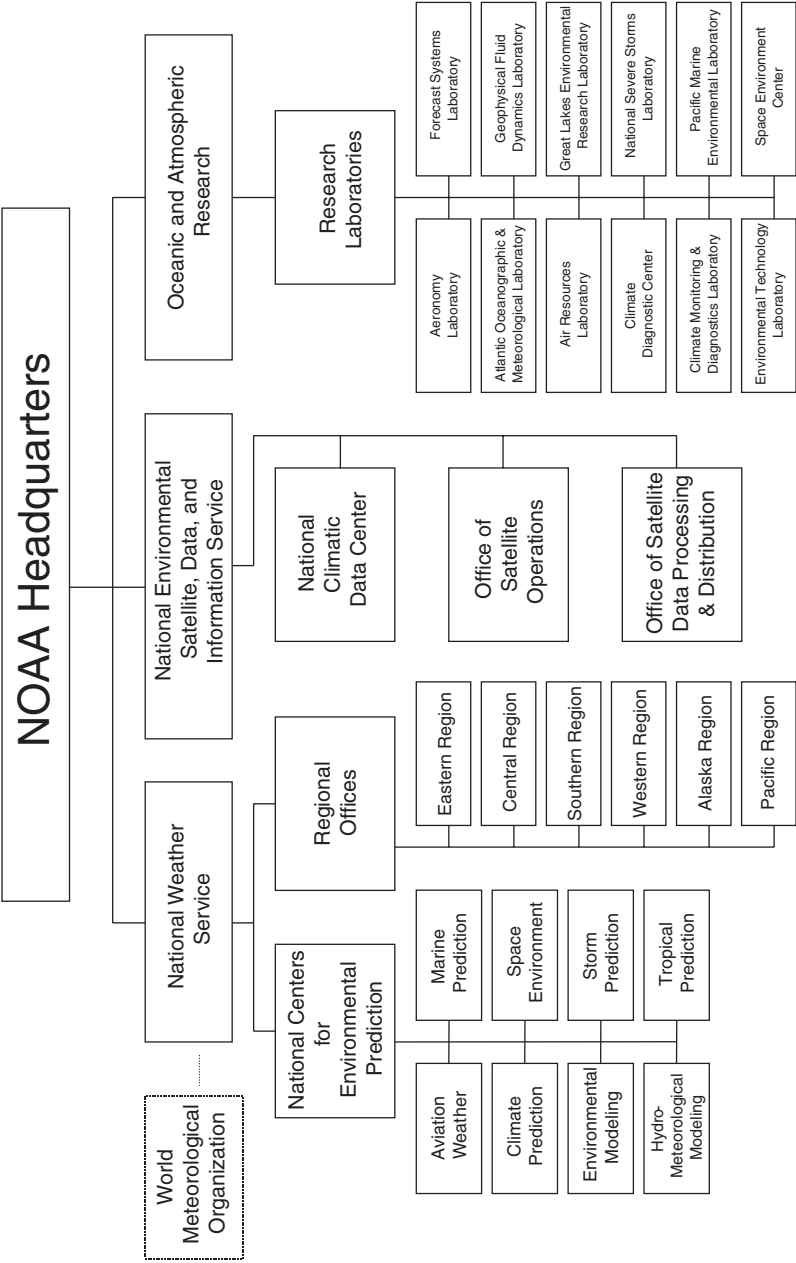 NOAA Headquarters
World
Meteorological
Organization
National Weather
Service
National Environmental
Satellite, Data, and
Information Service
Oceanic and Atmospheric
Research
National Centers
for
Environmental
Prediction
Regional
Offices
National
Climatic
Data Center
Office of
Satellite
Operations
Office of Satellite
Data Processing
& Distribution
Research
Laboratories
Aviation
Weather
Marine
Prediction
Climate
Prediction
Space
Environment
Environmental
Modeling
Storm
Prediction
Hydro-
Meteorological
Modeling
Tropical
Prediction
Eastern Region
Central Region
Southern Region
Western Region
Alaska Region
Pacific Region
Aeronomy
Laboratory
Forecast Systems
Laboratory
Atlantic Oceanographic &
Meteorological Laboratory
Geophysical Fluid
Dynamics Laboratory
Air Resources
Laboratory
Great Lakes Environmental
Research Laboratory
Climate
Diagnostic Center
National Severe Storms
Laboratory
Climate Monitoring &
Diagnostics Laboratory
Pacific Marine
Environmental Laboratory
Environmental Technology
Laboratory
Space Environment
Center